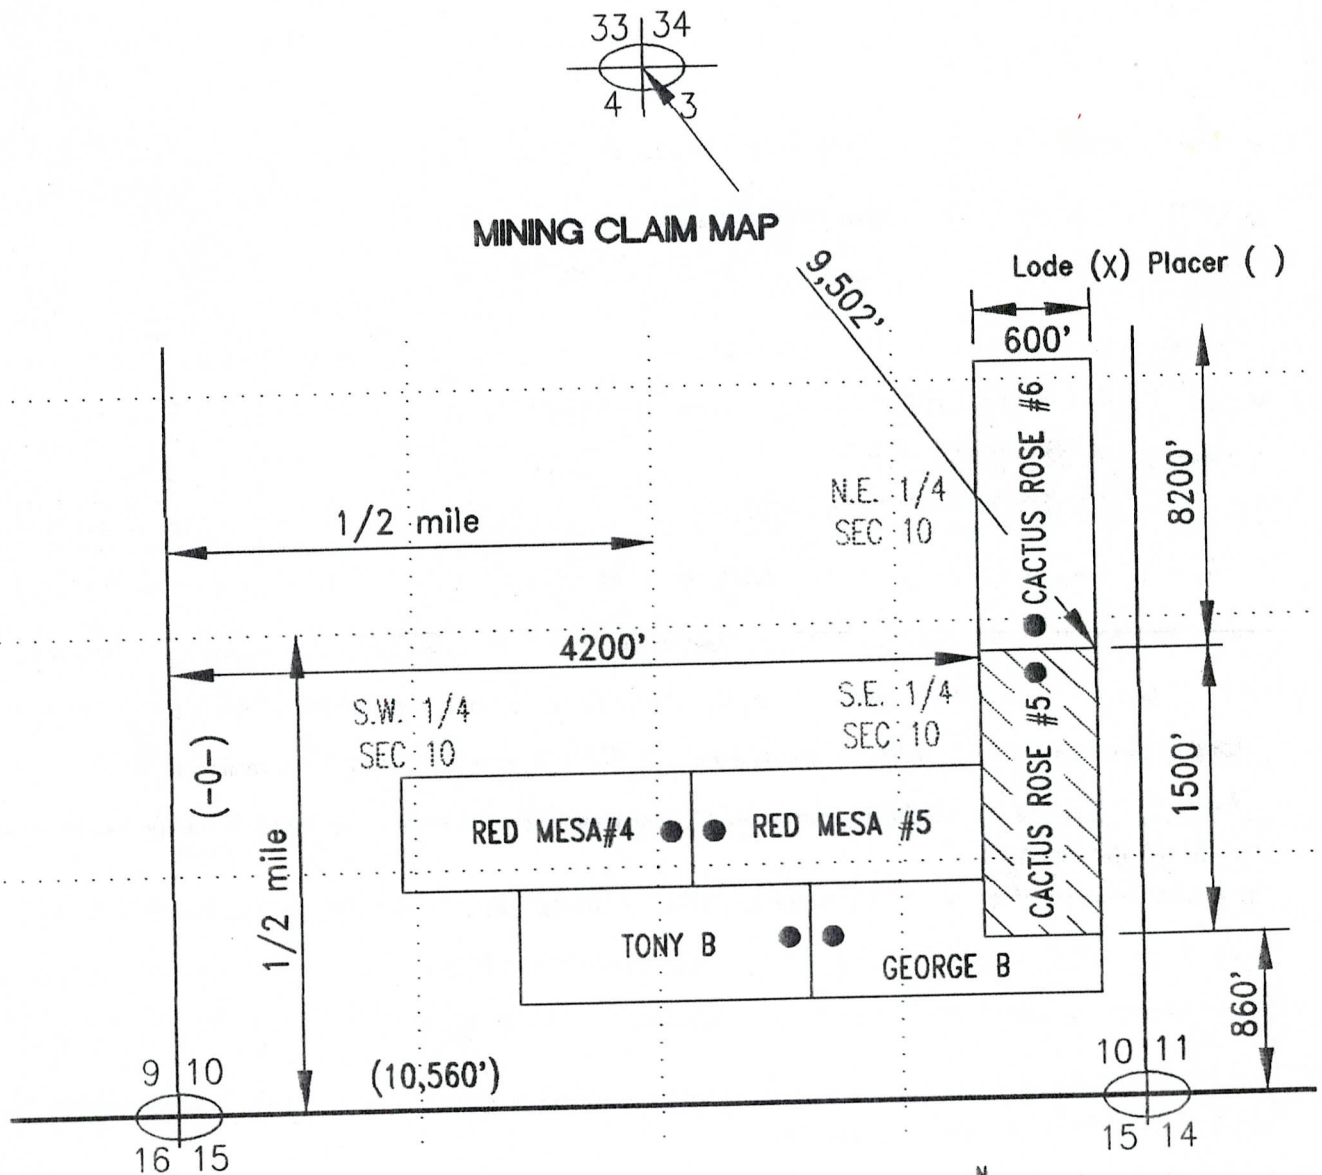 33 34
4 3
MINING CLAIM MAP
9,502'
Lode (X) Placer ( )
600'
CACTUS ROSE #6
8200'
N.E. 1/4
SEC 10
1/2 mile
4200'
S.W. 1/4
SEC 10
S.E. 1/4
SEC 10
(-0-)
1/2 mile
CACTUS ROSE #5
1500'
RED MESA#4
RED MESA #5
TONY B
GEORGE B
860'
9 10
(10,560')
10 11
16 15
15 14
N